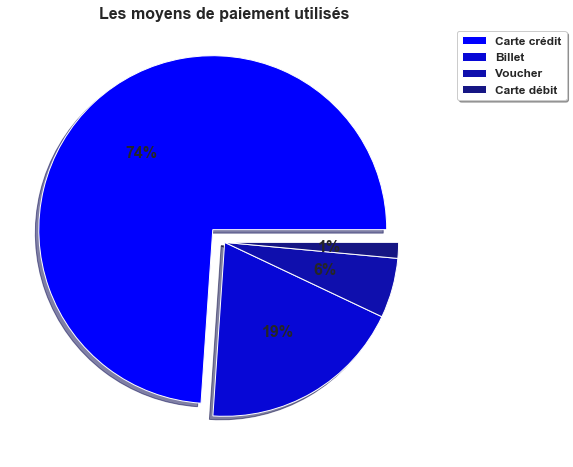 Les moyens de paiement utilisés
Carte crédit
Billet
Voucher
Carte débit
74%
1%
6%
19%